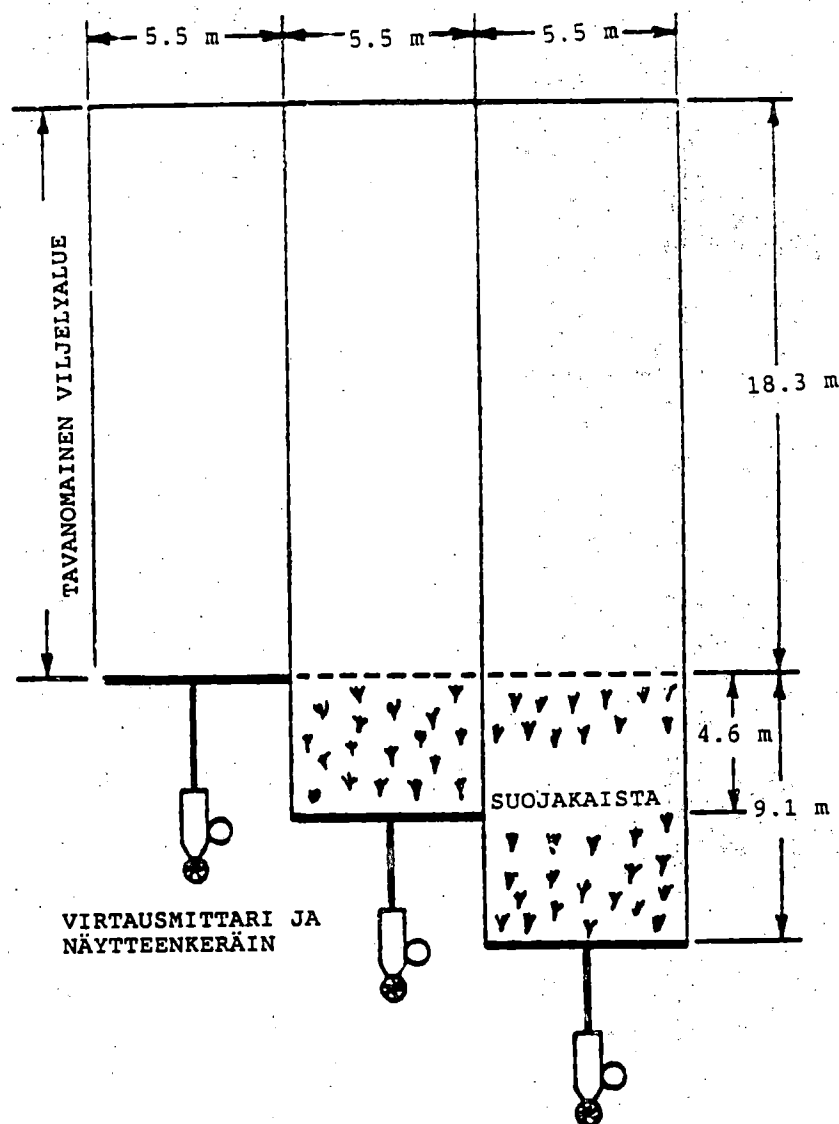 5.5 m
5.5 m
5.5 m
TAVANOMAINEN VILJELYALUE
18.3 m
4.6 m
SUOJAKAISTA
9.1 m
VIRTAUSMITTARI JA
NÄYTTEENKERÄIN